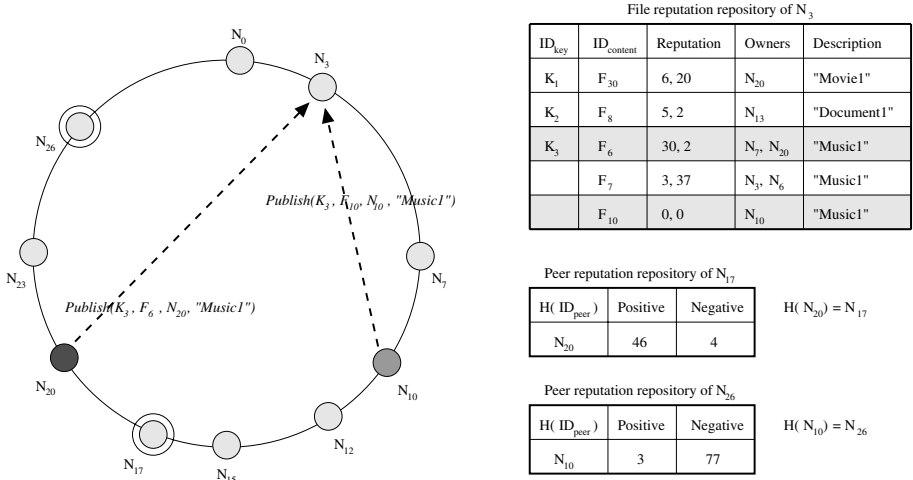 N0
N3
N26
Publish(K3 , F10, N10 , "Music1")
N23
N7
Publish(K3 , F6 , N20, "Music1")
N20
N10
N17
N15
N12
File reputation repository of N3
IDkey IDcontent Reputation Owners Description
K1 F30 6, 20 N20 "Movie1"
K2 F8 5, 2 N13 "Document1"
K3 F6 30, 2 N7, N20 "Music1"
F7 3, 37 N3, N6 "Music1"
F10 0, 0 N10 "Music1"
Peer reputation repository of N17
H( IDpeer ) Positive Negative
N20 46 4
H( N20) = N17
Peer reputation repository of N26
H( IDpeer ) Positive Negative
N10 3 77
H( N10) = N26